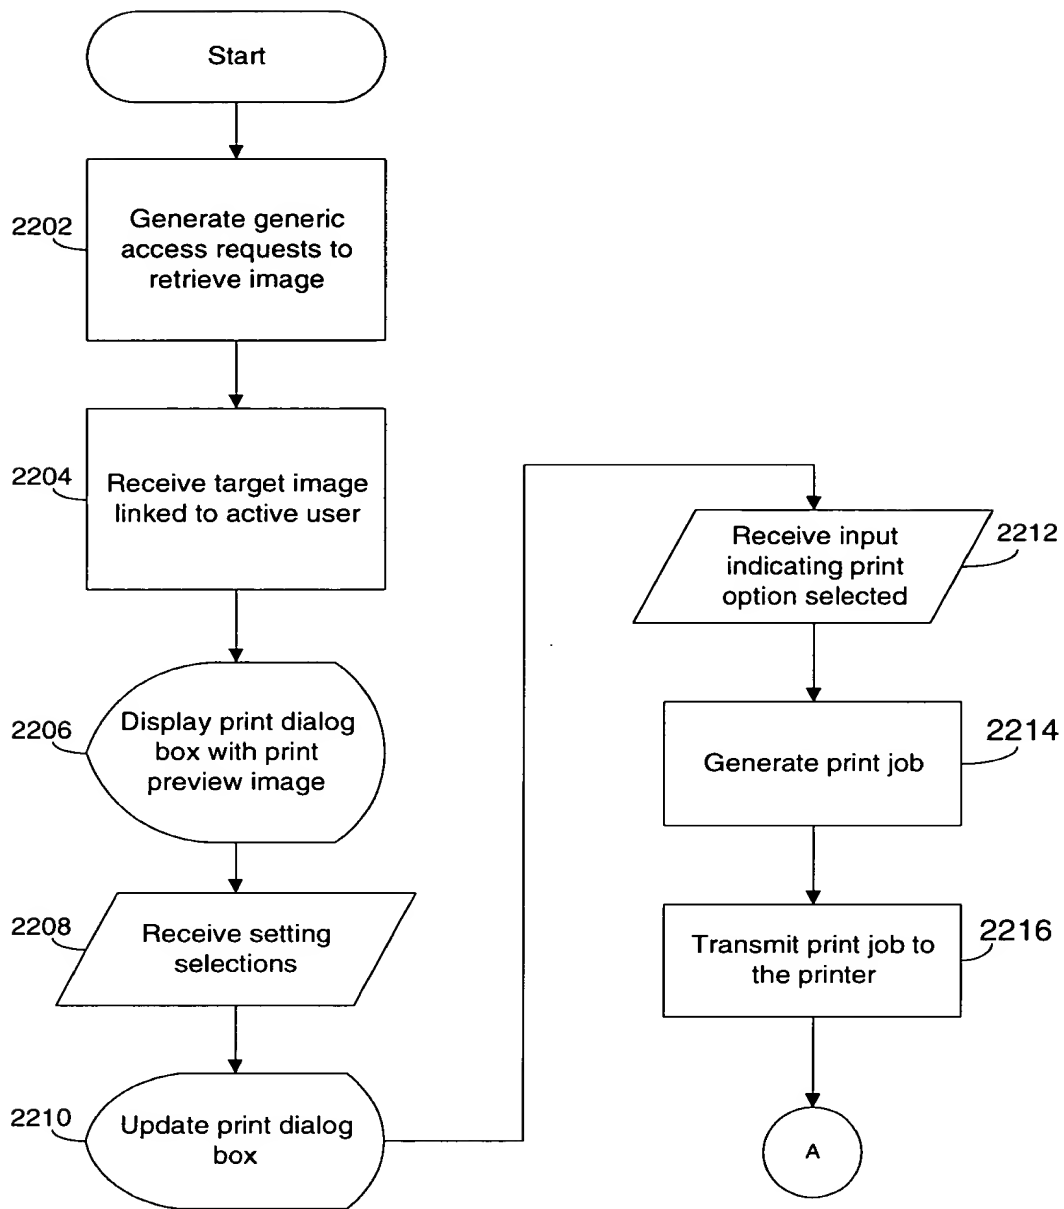 Start
2202
Generate generic
access requests to
retrieve image
2204
Receive target image
linked to active user
2206
Display print dialog
box with print
preview image
2208
Receive setting
selections
2210
Update print dialog
box
Receive input
indicating print
option selected
2212
Generate print job
2214
Transmit print job to
the printer
2216
A